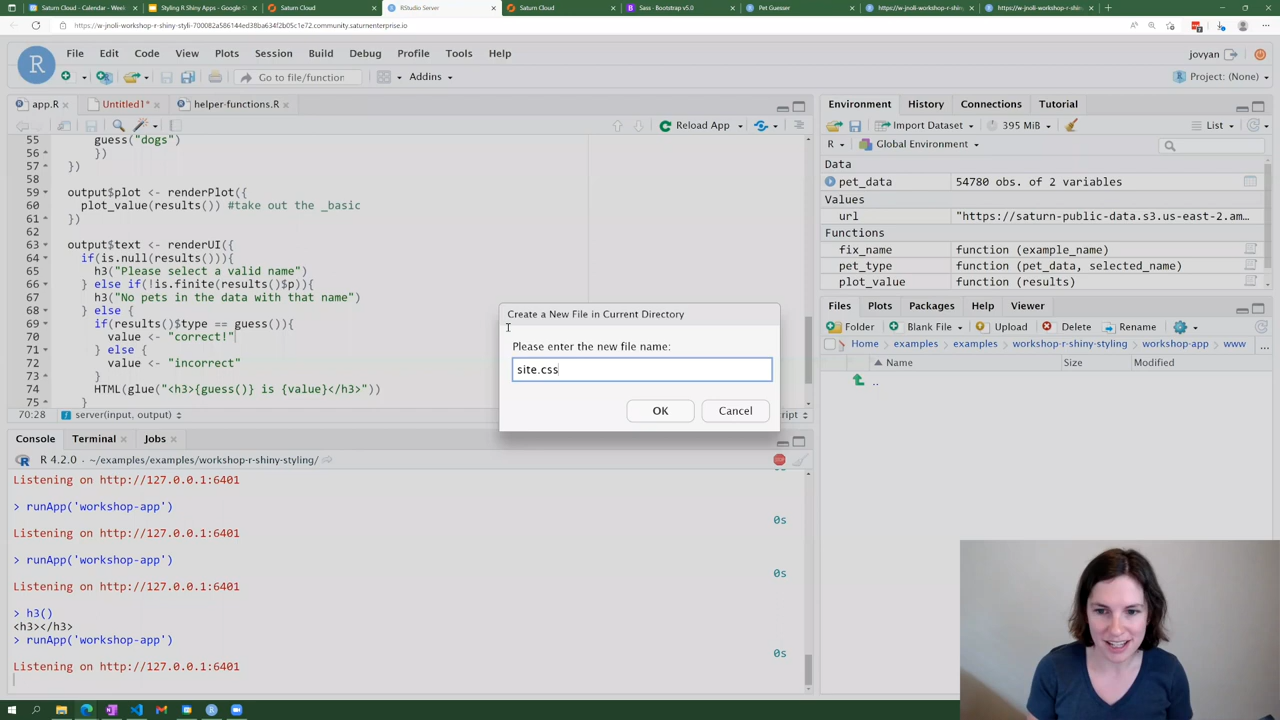 Saturn Cloud - Calendar - Week
Styling R Shiny Apps - Google S
Saturn Cloud
RStudio Server
Saturn Cloud
Sass · Bootstrap v5.0
Pet Guesser
https://w-jnoli-workshop-r-shiny
https://w-jnoli-workshop-r-shiny
https://w-jnoli-workshop-r-shiny-styli-700082a586144ed38ba634f2b05c1e72.community.saturnenterprise.io
R
File Edit Code View Plots Session Build Debug Profile Tools Help
jovyan
Go to file/function
Addins
Project: (None)
app.R
Untitled1*
helper-functions.R
Reload App
55 guess("dogs")
56 })
57 })
58
59 output$plot <- renderPlot({
60 plot_value(results()) #take out the _basic
61 })
62
63 output$text <- renderUI({
64 if(is.null(results())){
65 h3("Please select a valid name")
66 } else if(!is.finite(results()$p)){
67 h3("No pets in the data with that name")
68 } else {
69 if(results()$type == guess()){
70 value <- "correct!"
71 } else {
72 value <- "incorrect"
73 }
74 HTML(glue("<h3>{guess()} is {value}</h3>"))
75 }
70:28 server(input, output)
cript
Create a New File in Current Directory
Please enter the new file name:
site.css
OK
Cancel
Console Terminal Jobs
R 4.2.0 · ~/examples/examples/workshop-r-shiny-styling/
Listening on http://127.0.0.1:6401
> runApp('workshop-app')
0s
Listening on http://127.0.0.1:6401
> runApp('workshop-app')
0s
Listening on http://127.0.0.1:6401
> h3()
<h3></h3>
> runApp('workshop-app')
0s
Listening on http://127.0.0.1:6401
Environment History Connections Tutorial
Import Dataset
395 MiB
List
R
Global Environment
Data
pet_data 54780 obs. of 2 variables
Values
url "https://saturn-public-data.s3.us-east-2.am…
Functions
fix_name function (example_name)
pet_type function (pet_data, selected_name)
plot_value function (results)
Files Plots Packages Help Viewer
Folder Blank File Upload Delete Rename
Home examples examples workshop-r-shiny-styling workshop-app www
Name Size Modified
..